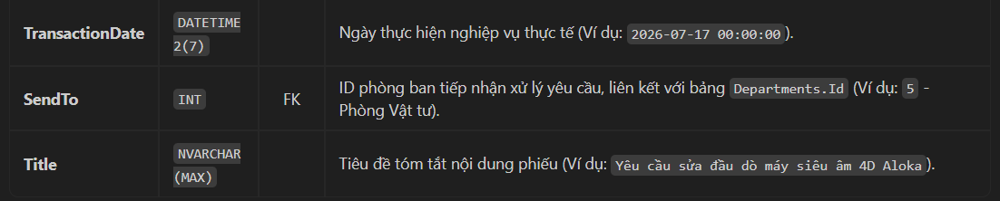 TransactionDate DATETIME2(7) Ngày thực hiện nghiệp vụ thực tế (Ví dụ: 2026-07-17 00:00:00).
SendTo INT FK ID phòng ban tiếp nhận xử lý yêu cầu, liên kết với bảng Departments.Id (Ví dụ: 5 -
Phòng Vật tư).
Title NVARCHAR(MAX) Tiêu đề tóm tắt nội dung phiếu (Ví dụ: Yêu cầu sửa đầu dò máy siêu âm 4D Aloka).